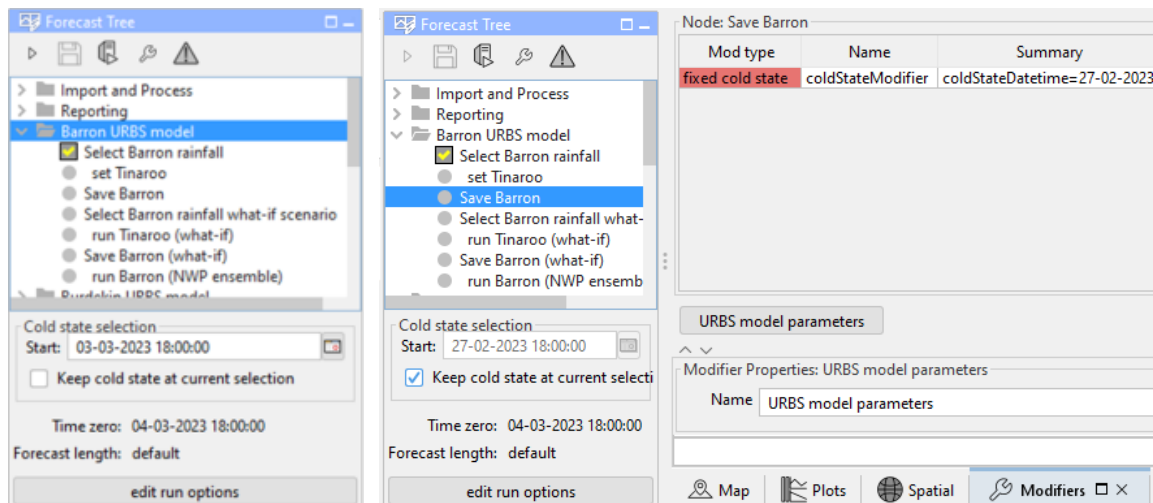 Forecast Tree
Import and Process
Reporting
Barron URBS model
Select Barron rainfall
set Tinaroo
Save Barron
Select Barron rainfall what-if scenario
run Tinaroo (what-if)
Save Barron (what-if)
run Barron (NWP ensemble)
Burdekin URBS model
Cold state selection
Start: 03-03-2023 18:00:00
Keep cold state at current selection
Time zero: 04-03-2023 18:00:00
Forecast length: default
edit run options
Forecast Tree
Import and Process
Reporting
Barron URBS model
Select Barron rainfall
set Tinaroo
Save Barron
Select Barron rainfall what-
run Tinaroo (what-if)
Save Barron (what-if)
run Barron (NWP ensemb
Cold state selection
Start: 27-02-2023 18:00:00
Keep cold state at current selecti
Time zero: 04-03-2023 18:00:00
Forecast length: default
edit run options
Node: Save Barron
Mod type Name Summary
fixed cold state coldStateModifier coldStateDatetime=27-02-2023
URBS model parameters
Modifier Properties: URBS model parameters
Name URBS model parameters
Map Plots Spatial Modifiers